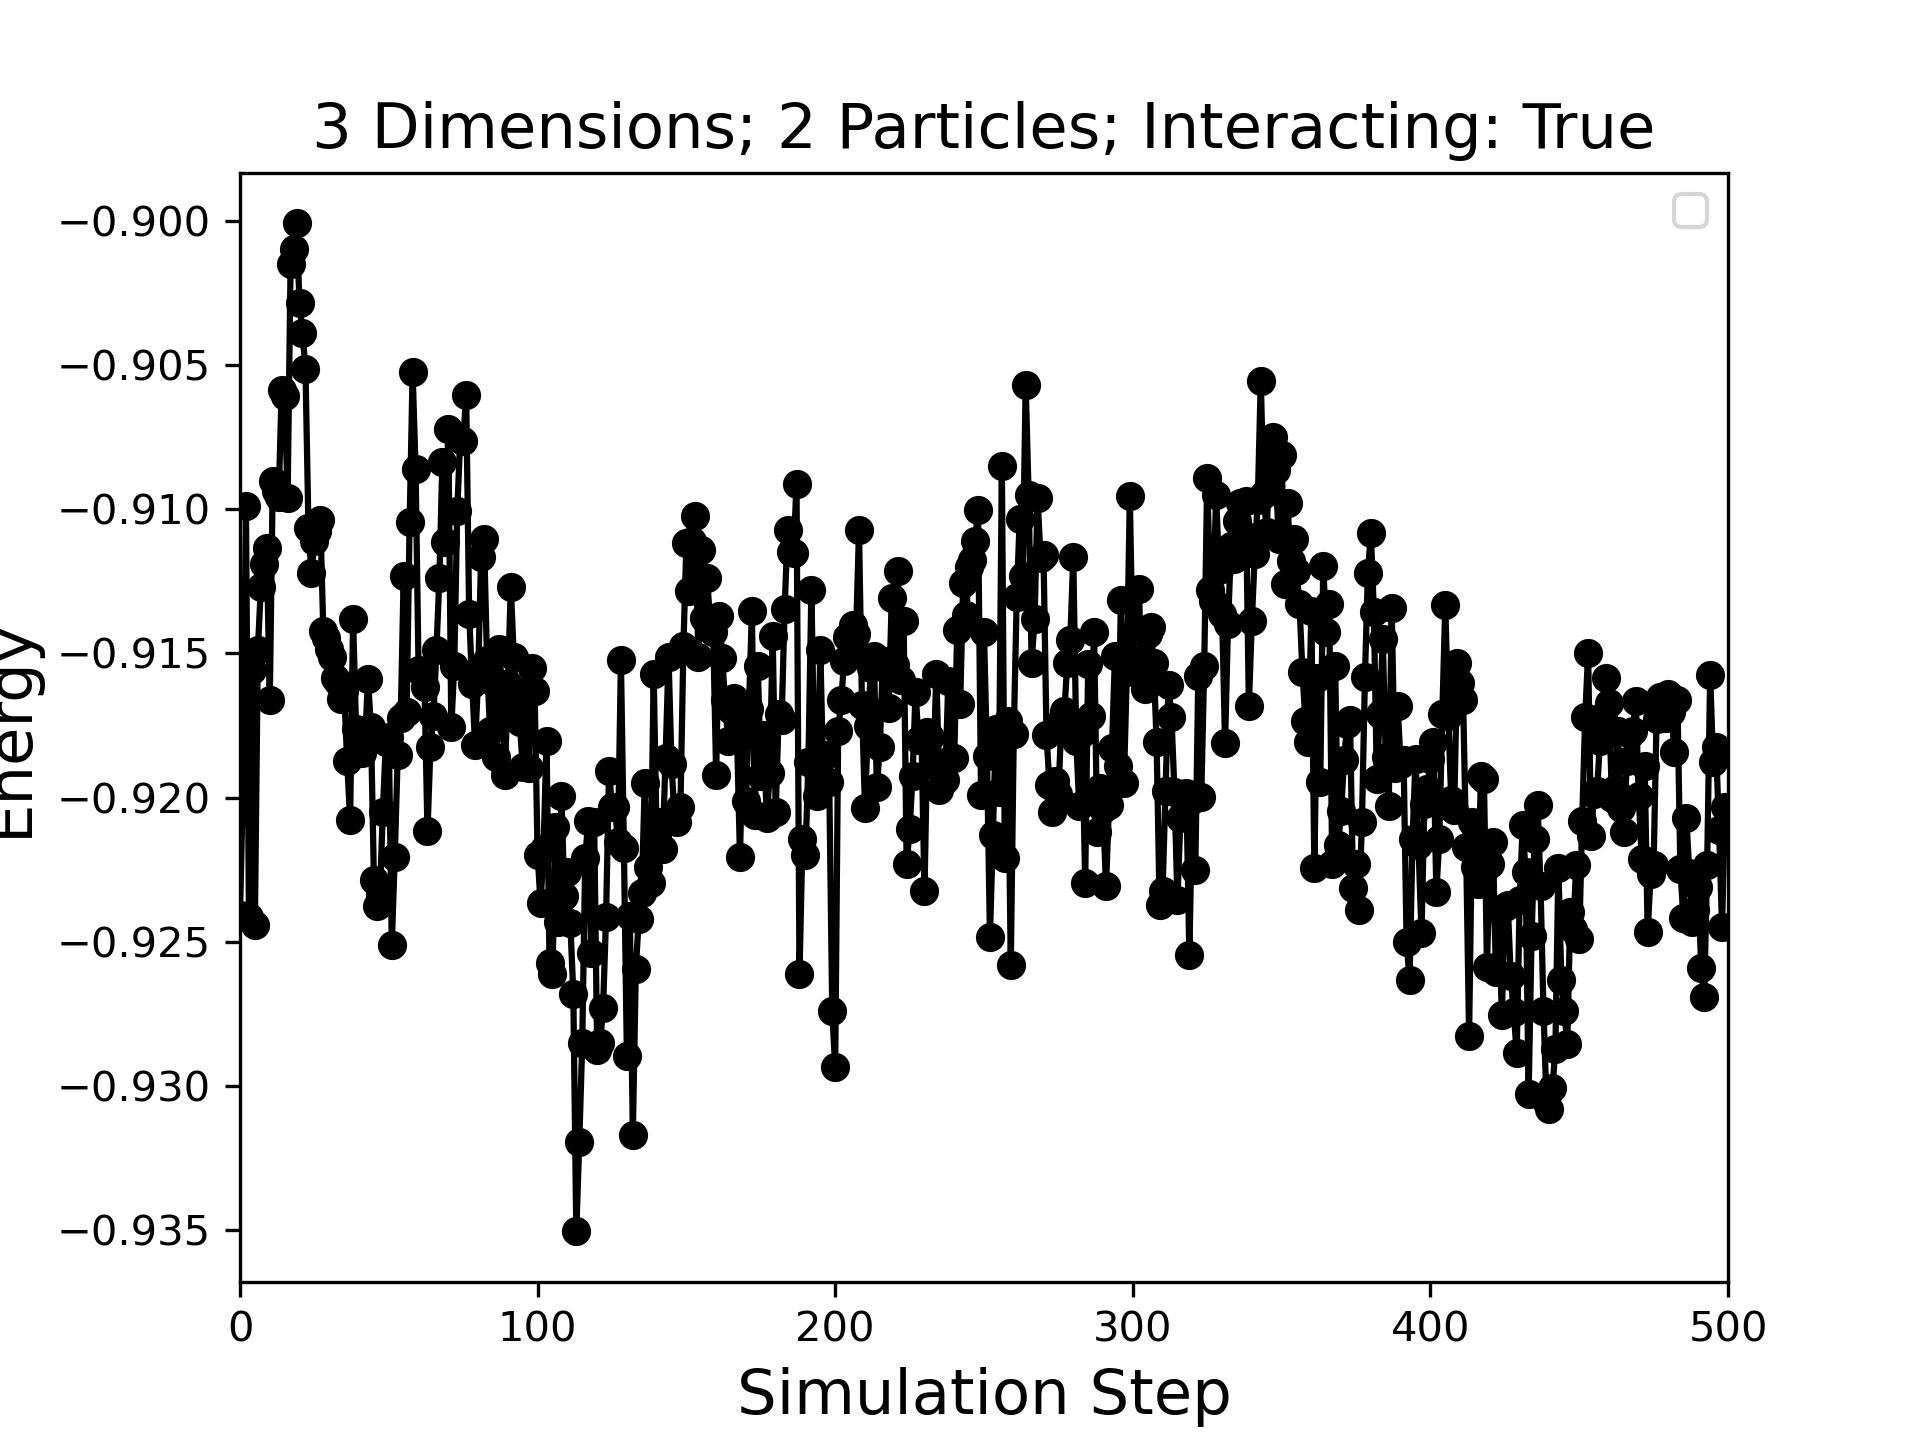 3 Dimensions; 2 Particles; Interacting: True
−0.900
−0.905
−0.910
−0.915
−0.920
−0.925
−0.930
−0.935
Energy
0 100 200 300 400 500
Simulation Step